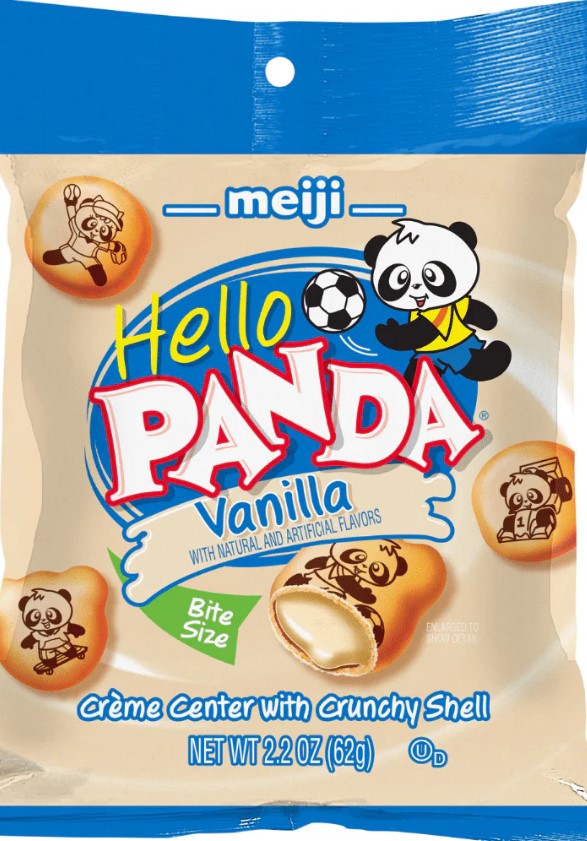 meiji
Hello
PANDA®
Vanilla
WITH NATURAL AND ARTIFICIAL FLAVORS
Bite
Size
ENLARGED TO
SHOW DETAIL
1
Crème Center with Crunchy Shell
NET WT 2.2 OZ (62g)
U D